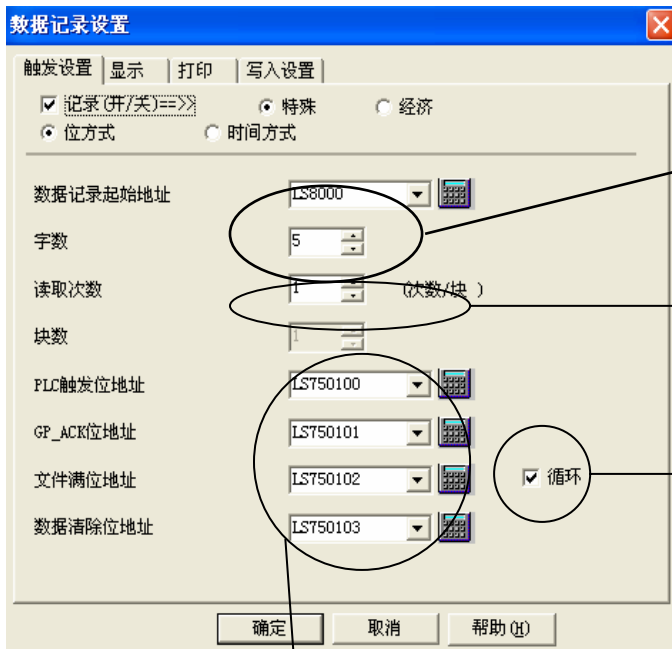 数据记录设置
触发设置 显示 打印 写入设置
记录(开/关)==>> 特殊 经济
位方式 时间方式
数据记录起始地址 LS8000
字数 5
读取次数 1 (次数/块 )
块数 1
PLC触发位地址 LS750100
GP_ACK位地址 LS750101
文件满位地址 LS750102 循环
数据清除位地址 LS750103
确定 取消 帮助(H)